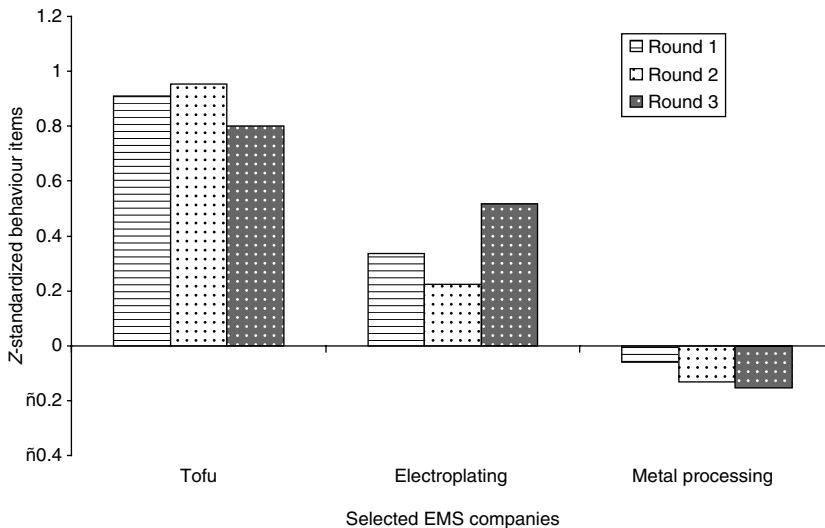 1.2
1
0.8
0.6
0.4
0.2
0
ñ0.2
ñ0.4
Z-standardized behaviour items
Round 1
Round 2
Round 3
Tofu Electroplating Metal processing
Selected EMS companies